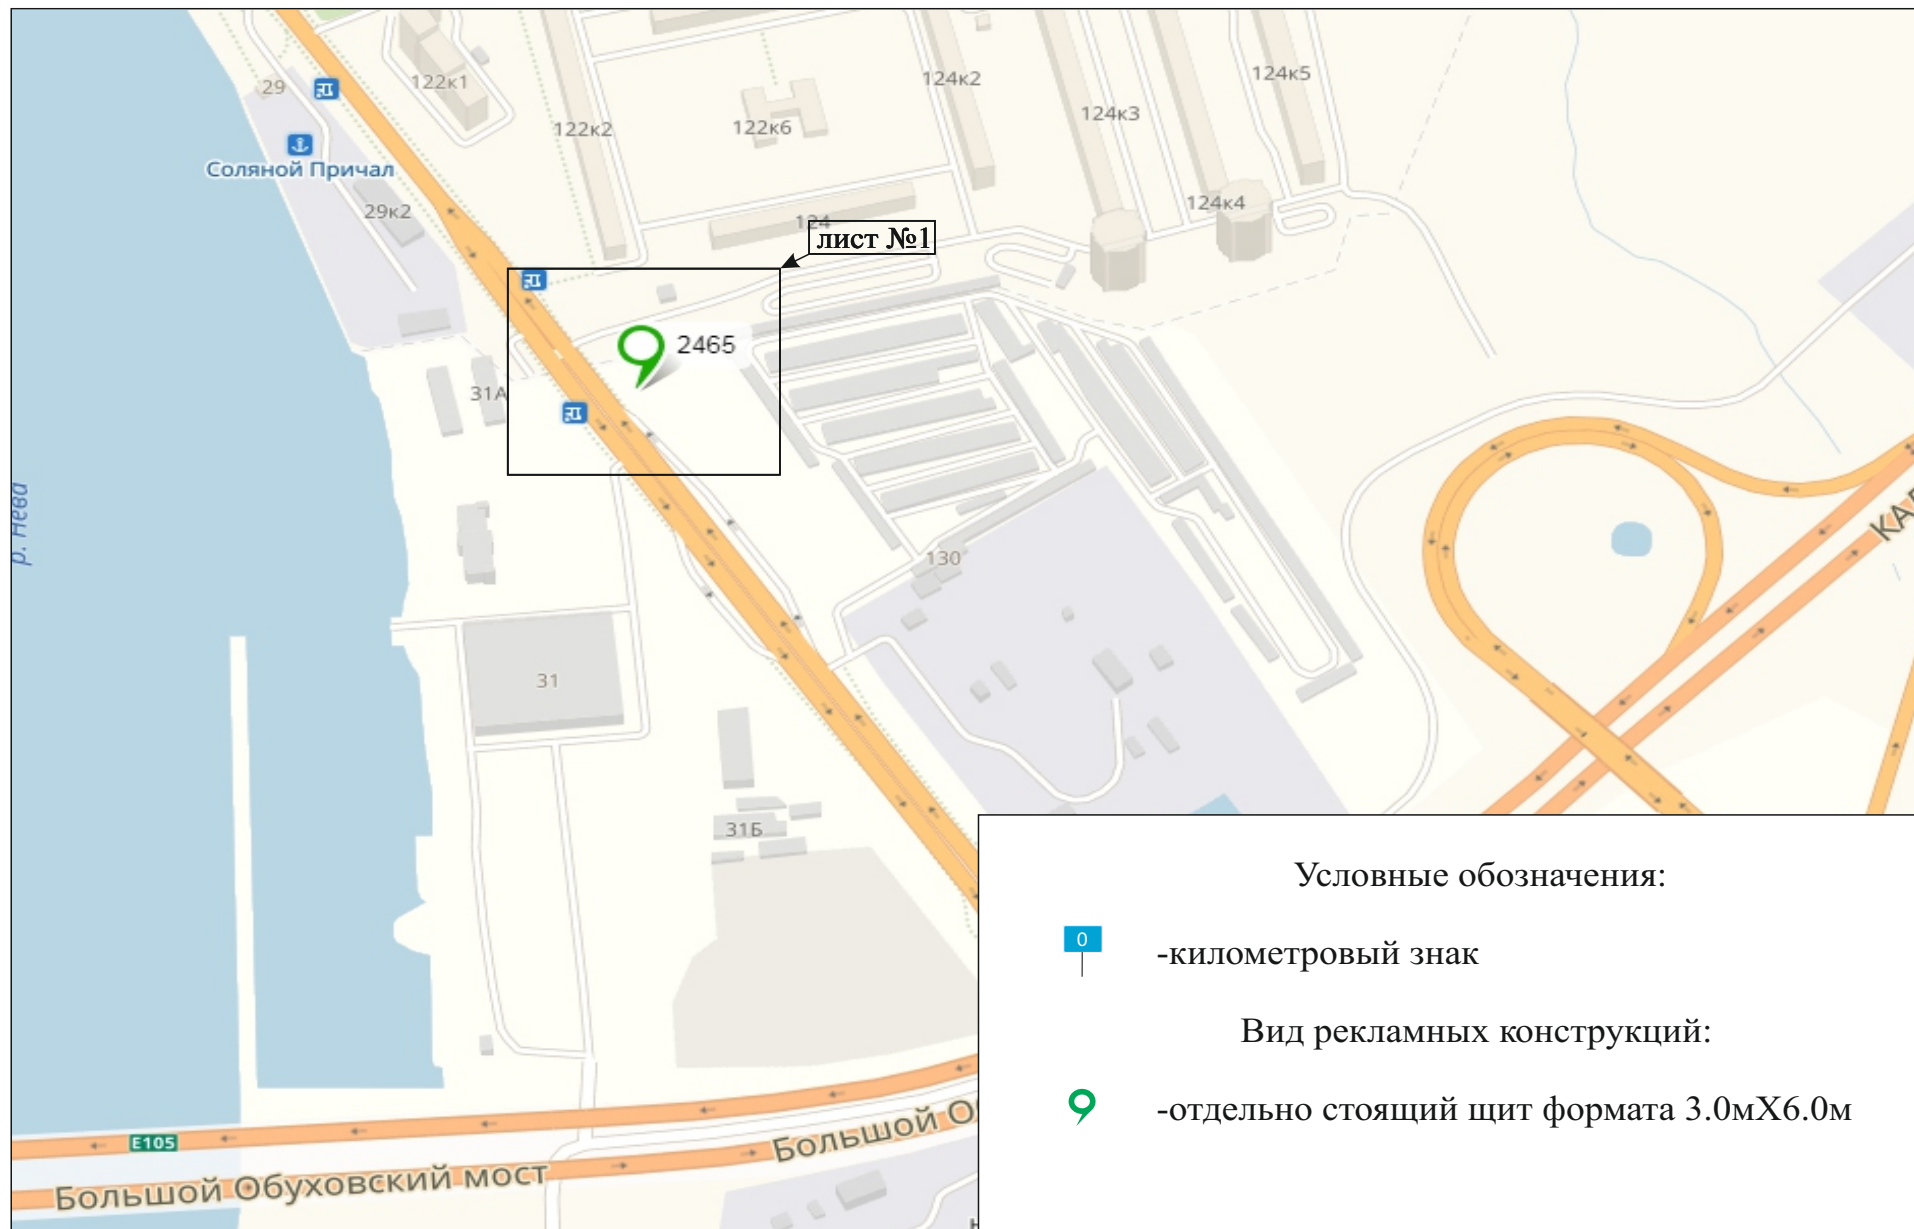 29
122к1
124к2
124к5
124к3
122к2
122к6
Соляной Причал
29к2
124к4
124
лист №1
2465
31А
р. Нева
130
31
31Б
Условные обозначения:
0
-километровый знак
Вид рекламных конструкций:
-отдельно стоящий щит формата 3.0мX6.0м
E105
Большой Обуховский мост
Большой